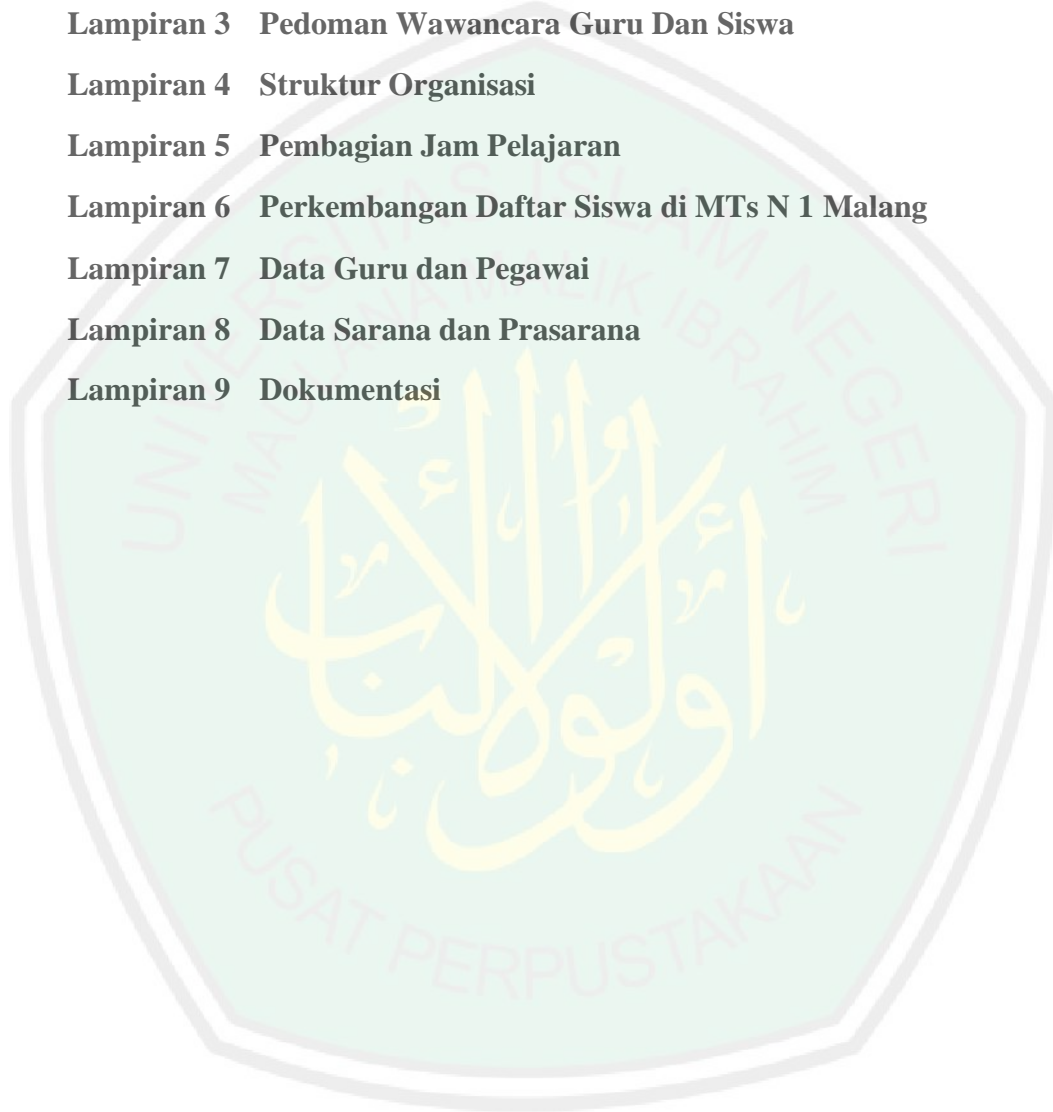 Lampiran 3 Pedoman Wawancara Guru Dan Siswa
Lampiran 4 Struktur Organisasi
Lampiran 5 Pembagian Jam Pelajaran
Lampiran 6 Perkembangan Daftar Siswa di MTs N 1 Malang
Lampiran 7 Data Guru dan Pegawai
Lampiran 8 Data Sarana dan Prasarana
Lampiran 9 Dokumentasi
UNIVERSITAS ISLAM NEGERI
MAULANA MALIK IBRAHIM
PUSAT PERPUSTAKAAN